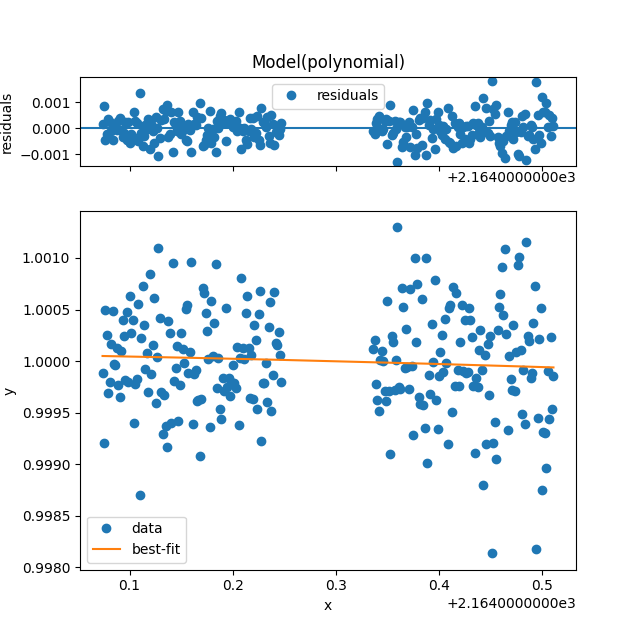 Model(polynomial)
residuals
0.001
0.000
−0.001
residuals
+2.1640000000e3
y
1.0010
1.0005
1.0000
0.9995
0.9990
0.9985
0.9980
data
best-fit
0.1
0.2
0.3
0.4
0.5
x
+2.1640000000e3